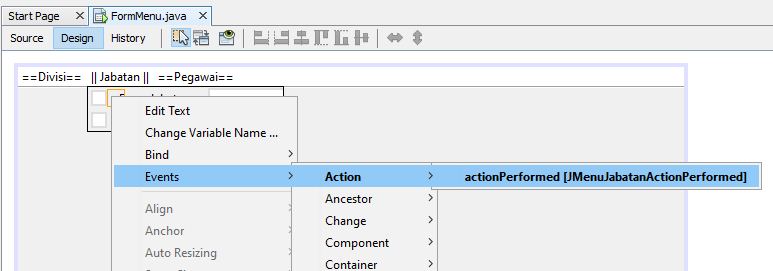 Start Page × FormMenu.java ×
Source Design History
==Divisi== || Jabatan || ==Pegawai==
Edit Text
Change Variable Name ...
Bind
Events
Action
actionPerformed [JMenuJabatanActionPerformed]
Ancestor
Align
Change
Anchor
Component
Auto Resizing
Container